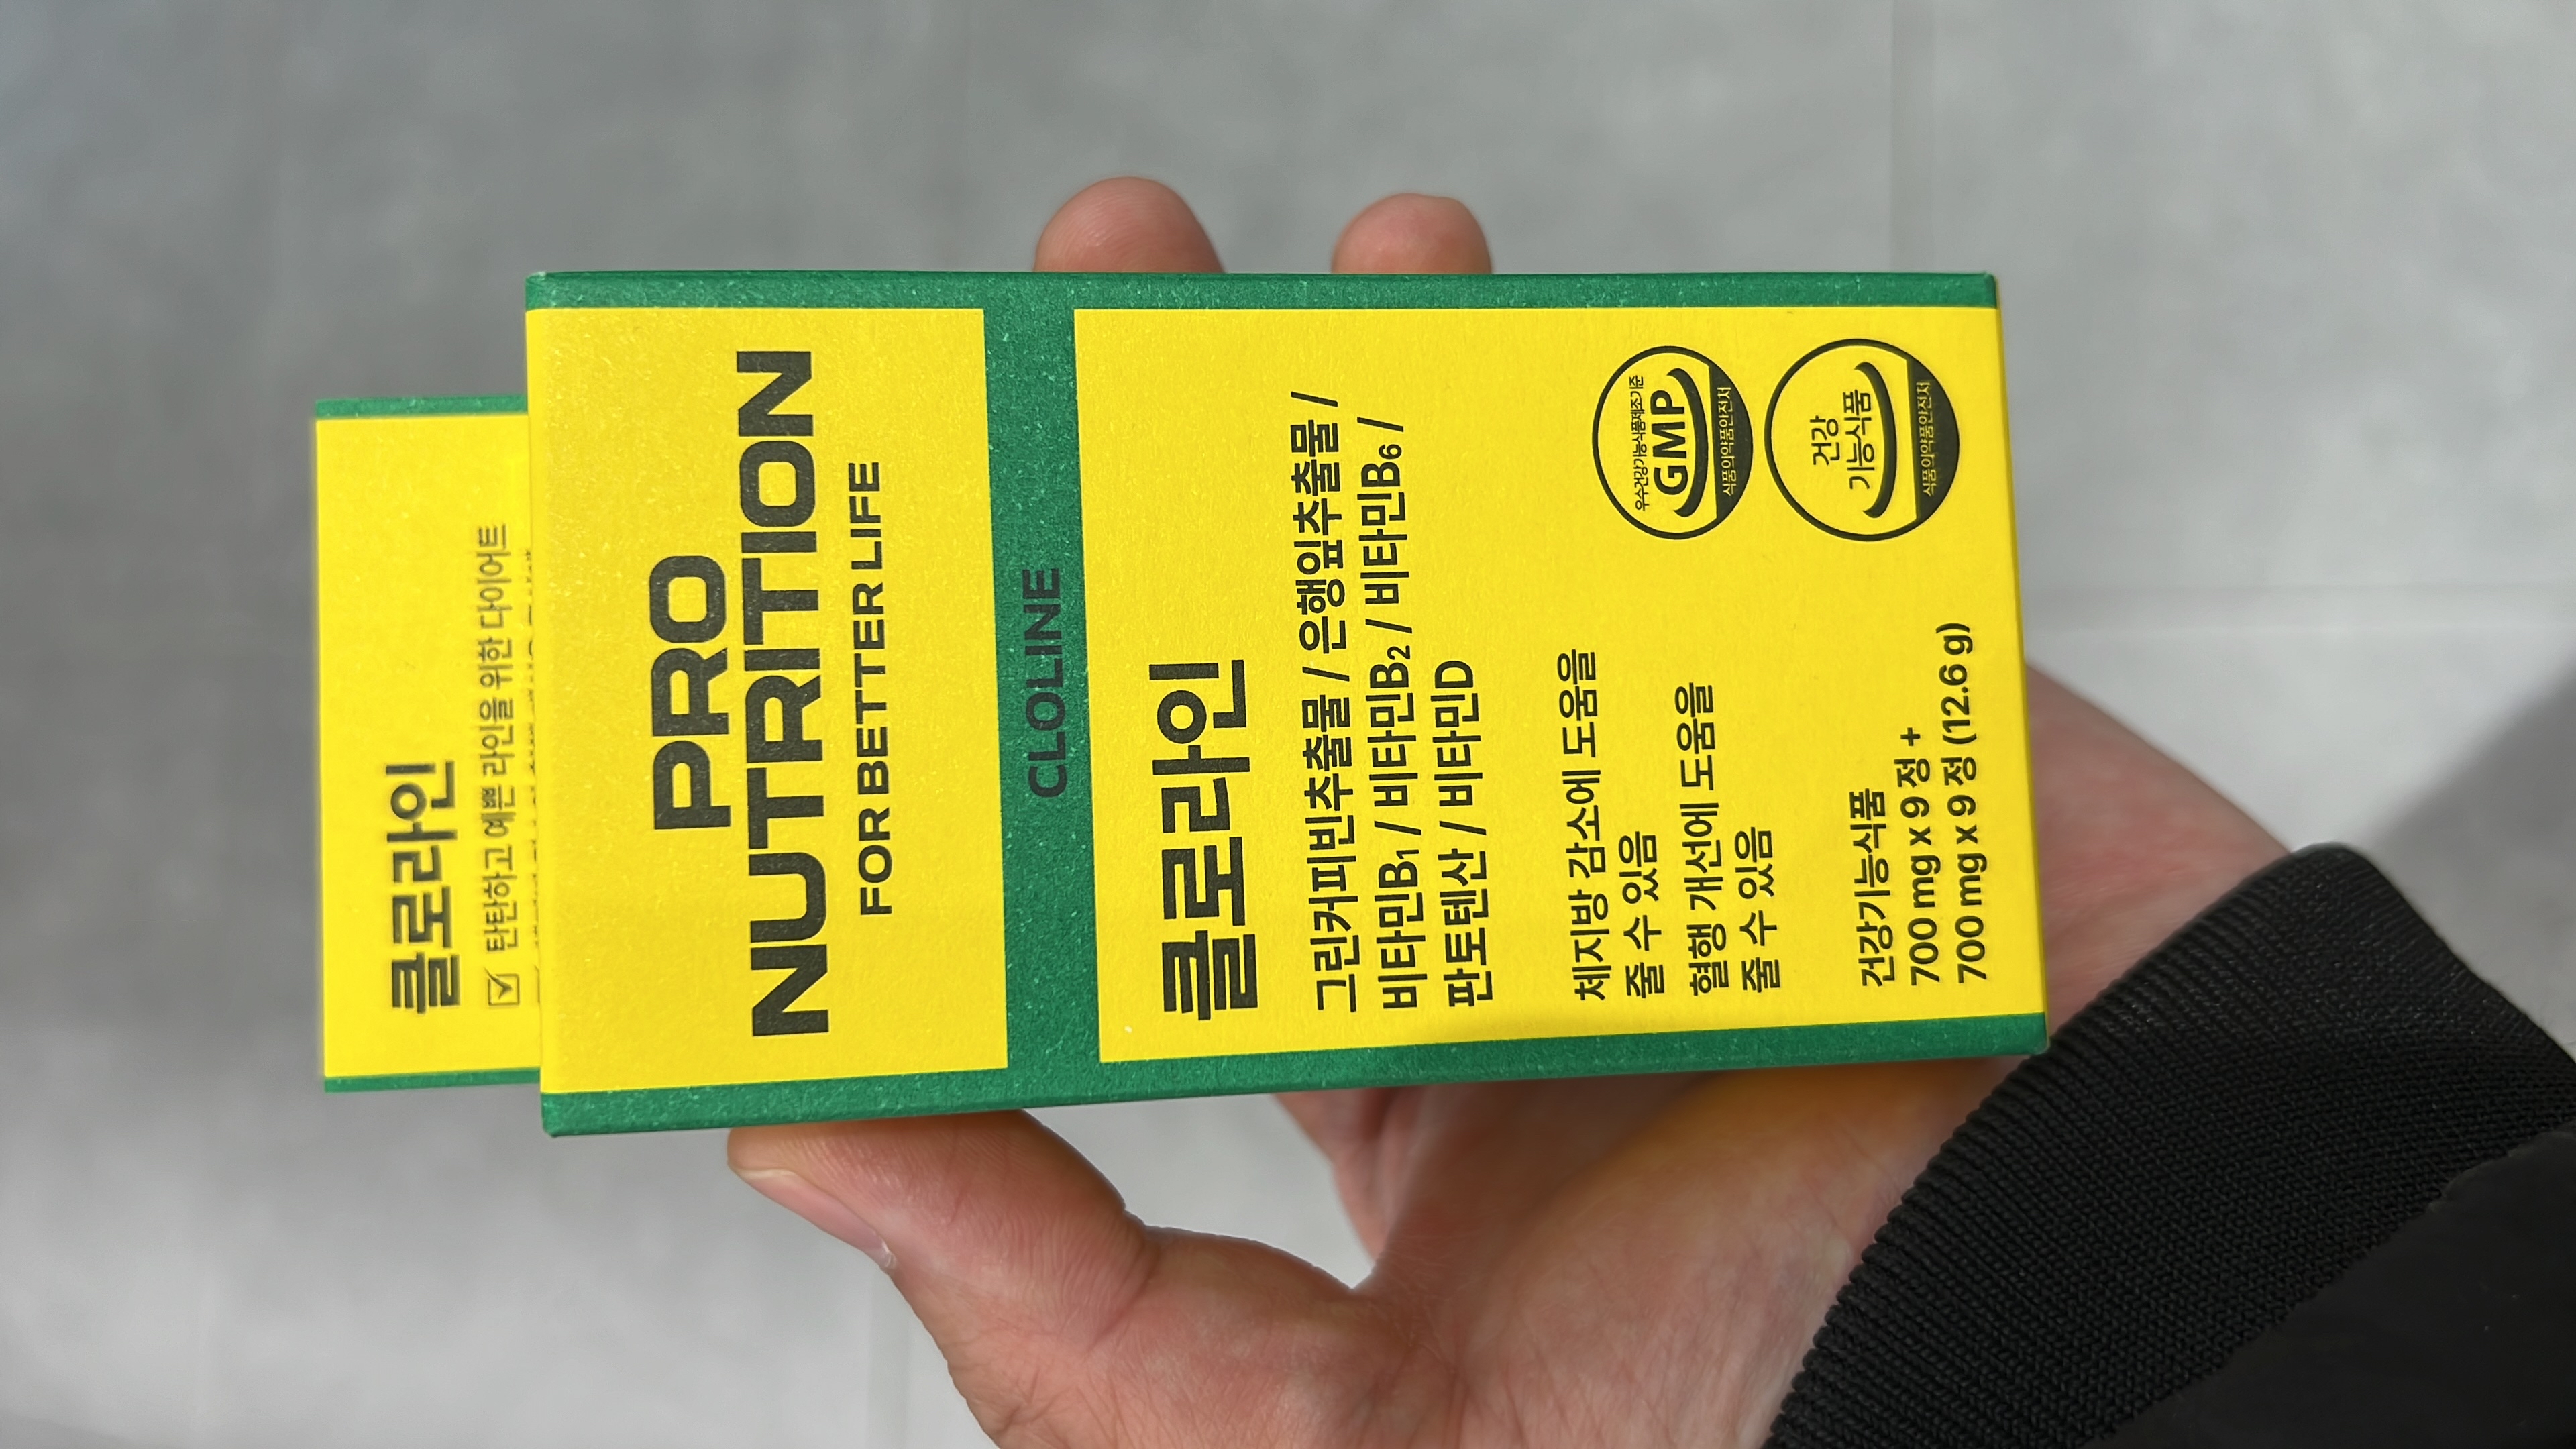 클로라인
탄탄하고 예쁜 라인을 위한 다이어트
PRO
NUTRITION
FOR BETTER LIFE
CLOLINE
클로라인
그린커피빈추출물 / 은행잎추출물 /
비타민B₁ / 비타민B₂ / 비타민B₆ /
판토텐산 / 비타민D
체지방 감소에 도움을
줄 수 있음
혈행 개선에 도움을
줄 수 있음
건강기능식품
700 mg x 9 정 +
700 mg x 9 정 (12.6 g)
우수건강기능식품제조기준
GMP
식품의약품안전처
건강
기능식품
식품의약품안전처